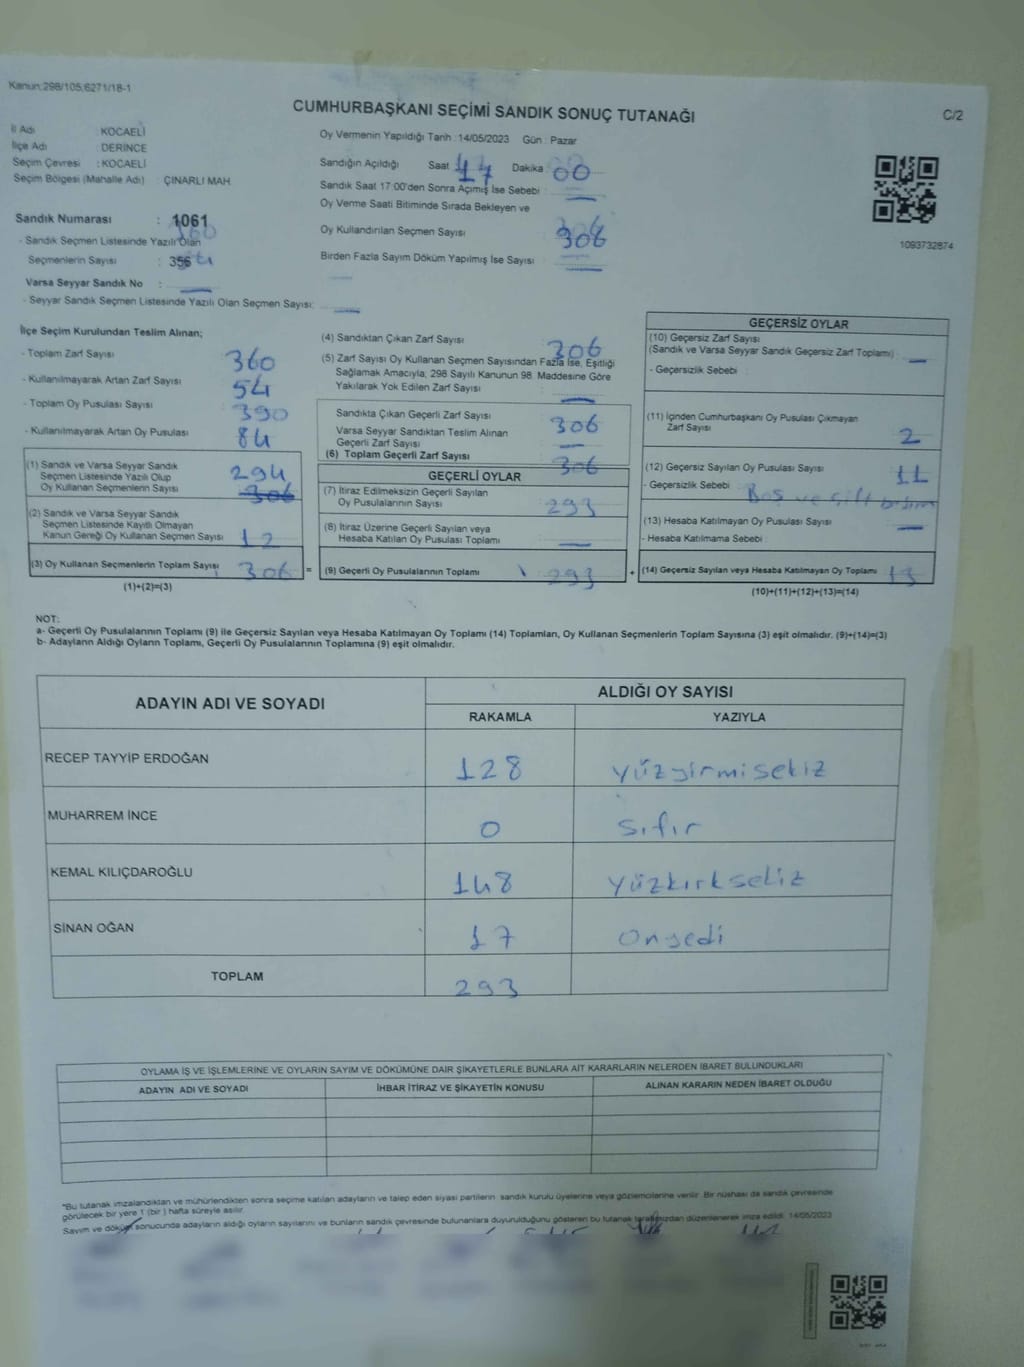 Kanun:298/105,6271/18-1
CUMHURBAŞKANI SEÇİMİ SANDIK SONUÇ TUTANAĞI
C/2
İl Adı KOCAELİ
İlçe Adı DERİNCE
Seçim Çevresi : KOCAELİ
Seçim Bölgesi (Mahalle Adı) : ÇINARLI MAH.
Oy Vermenin Yapıldığı Tarih : 14/05/2023 Gün : Pazar
Sandığın Açıldığı Saat 17 Dakika 00
Sandık Saat 17:00'den Sonra Açımış İse Sebebi :
Oy Verme Saati Bitiminde Sırada Bekleyen ve
Oy Kullandırılan Seçmen Sayısı 306
Birden Fazla Sayım Döküm Yapılmış İse Sayısı :
1093732874
Sandık Numarası : 1061
- Sandık Seçmen Listesinde Yazılı Olan
Seçmenlerin Sayısı : 356
Varsa Seyyar Sandık No :
- Seyyar Sandık Seçmen Listesinde Yazılı Olan Seçmen Sayısı:
İlçe Seçim Kurulundan Teslim Alınan;
- Toplam Zarf Sayısı 360
- Kullanılmayarak Artan Zarf Sayısı 54
- Toplam Oy Pusulası Sayısı 390
- Kullanılmayarak Artan Oy Pusulası 84
(1) Sandık ve Varsa Seyyar Sandık
Seçmen Listesinde Yazılı Olup
Oy Kullanan Seçmenlerin Sayısı 294
306
(2) Sandık ve Varsa Seyyar Sandık
Seçmen Listesinde Kayıtlı Olmayan
Kanun Gereği Oy Kullanan Seçmen Sayısı 12
(3) Oy Kullanan Seçmenlerin Toplam Sayısı 306 =
(1)+(2)=(3)
(4) Sandıktan Çıkan Zarf Sayısı 306
(5) Zarf Sayısı Oy Kullanan Seçmen Sayısından Fazla İse, Eşitliği
Sağlamak Amacıyla, 298 Sayılı Kanunun 98. Maddesine Göre
Yakılarak Yok Edilen Zarf Sayısı :
Sandıkta Çıkan Geçerli Zarf Sayısı 306
Varsa Seyyar Sandıktan Teslim Alınan
Geçerli Zarf Sayısı
(6) Toplam Geçerli Zarf Sayısı 306
GEÇERLİ OYLAR
(7) İtiraz Edilmeksizin Geçerli Sayılan
Oy Pusulalarının Sayısı 293
(8) İtiraz Üzerine Geçerli Sayılan veya
Hesaba Katılan Oy Pusulası Toplamı
(9) Geçerli Oy Pusulalarının Toplamı 293 +
GEÇERSİZ OYLAR
(10) Geçersiz Zarf Sayısı
(Sandık ve Varsa Seyyar Sandık Geçersiz Zarf Toplamı) :
- Geçersizlik Sebebi :
(11) İçinden Cumhurbaşkanı Oy Pusulası Çıkmayan
Zarf Sayısı 2
(12) Geçersiz Sayılan Oy Pusulası Sayısı 11
- Geçersizlik Sebebi : Boş ve çift
(13) Hesaba Katılmayan Oy Pusulası Sayısı
- Hesaba Katılmama Sebebi :
(14) Geçersiz Sayılan veya Hesaba Katılmayan Oy Toplamı 13
(10)+(11)+(12)+(13)=(14)
NOT:
a- Geçerli Oy Pusulalarının Toplamı (9) ile Geçersiz Sayılan veya Hesaba Katılmayan Oy Toplamı (14) Toplamları, Oy Kullanan Seçmenlerin Toplam Sayısına (3) eşit olmalıdır. (9)+(14)=(3)
b- Adayların Aldığı Oyların Toplamı, Geçerli Oy Pusulalarının Toplamına (9) eşit olmalıdır.
ADAYIN ADI VE SOYADI ALDIĞI OY SAYISI
RAKAMLA YAZIYLA
RECEP TAYYİP ERDOĞAN 128 yüzyirmisekiz
MUHARREM İNCE 0 sıfır
KEMAL KILIÇDAROĞLU 148 yüzkırksekiz
SİNAN OĞAN 17 onyedi
TOPLAM 293
OYLAMA İŞ VE İŞLEMLERİNE VE OYLARIN SAYIM VE DÖKÜMÜNE DAİR ŞİKAYETLERLE BUNLARA AİT KARARLARIN NELERDEN İBARET BULUNDUKLARI
ADAYIN ADI VE SOYADI İHBAR İTİRAZ VE ŞİKAYETİN KONUSU ALINAN KARARIN NEDEN İBARET OLDUĞU
*Bu tutanak imzalandıktan ve mühürlendikten sonra seçime katılan adayların ve talep eden siyasi partilerin sandık kurulu üyelerine veya gözlemcilerine verilir. Bir nüshası da sandık çevresinde
görülecek bir yere 1 (bir) hafta süreyle asılır.
Sayım ve döküm sonucunda adayların aldığı oyların sayılarını ve bunların sandık çevresinde bulunanlara duyurulduğunu gösteren bu tutanak tarafımızdan düzenlenerek imza edildi. 14/05/2023